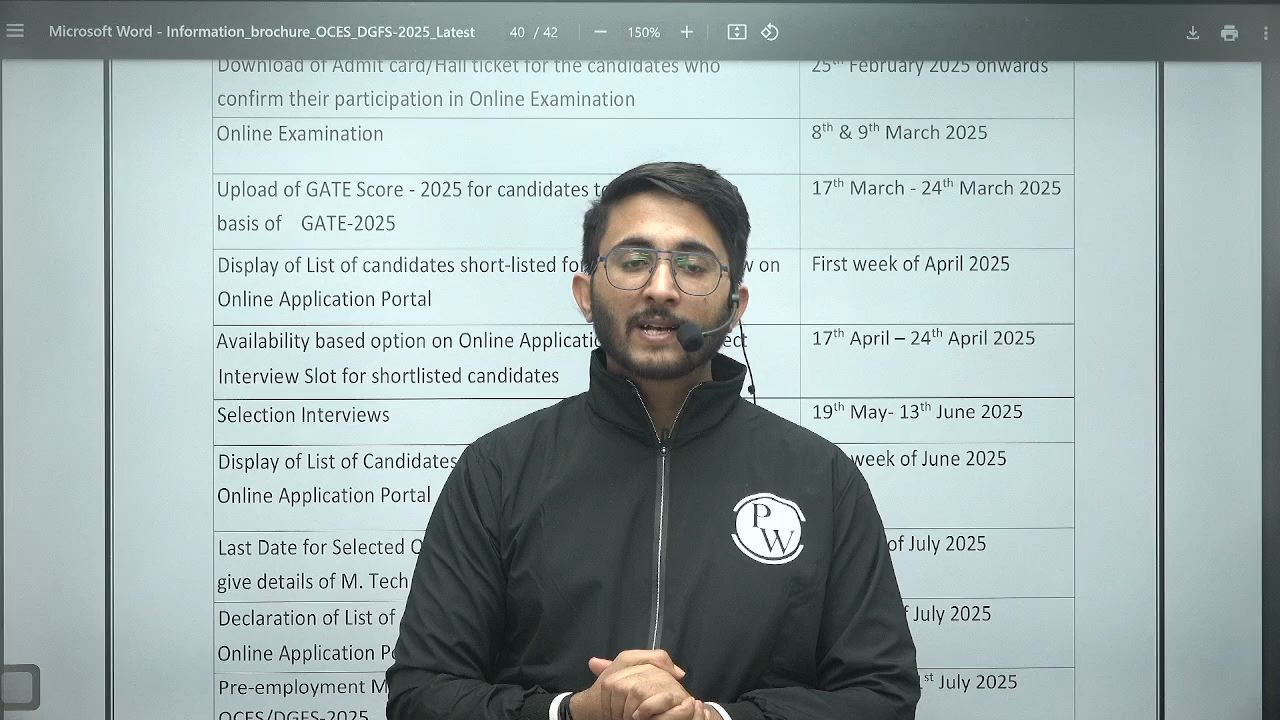 Microsoft Word - Information_brochure_OCES_DGFS-2025_Latest 40 / 42 150%
Download of Admit card/Hall ticket for the candidates who 25th February 2025 onwards
confirm their participation in Online Examination
Online Examination 8th & 9th March 2025
Upload of GATE Score - 2025 for candidates 17th March - 24th March 2025
basis of GATE-2025
Display of List of candidates short-listed for on First week of April 2025
Online Application Portal
Availability based option on Online 17th April – 24th April 2025
Interview Slot for shortlisted candidates
Selection Interviews 19th May- 13th June 2025
Display of List of Candidates week of June 2025
Online Application Portal
Last Date for Selected of July 2025
give details of M. Tech
Declaration of List of July 2025
Online Application
Pre-employment July 2025
OCES/DGFS-2025
PW